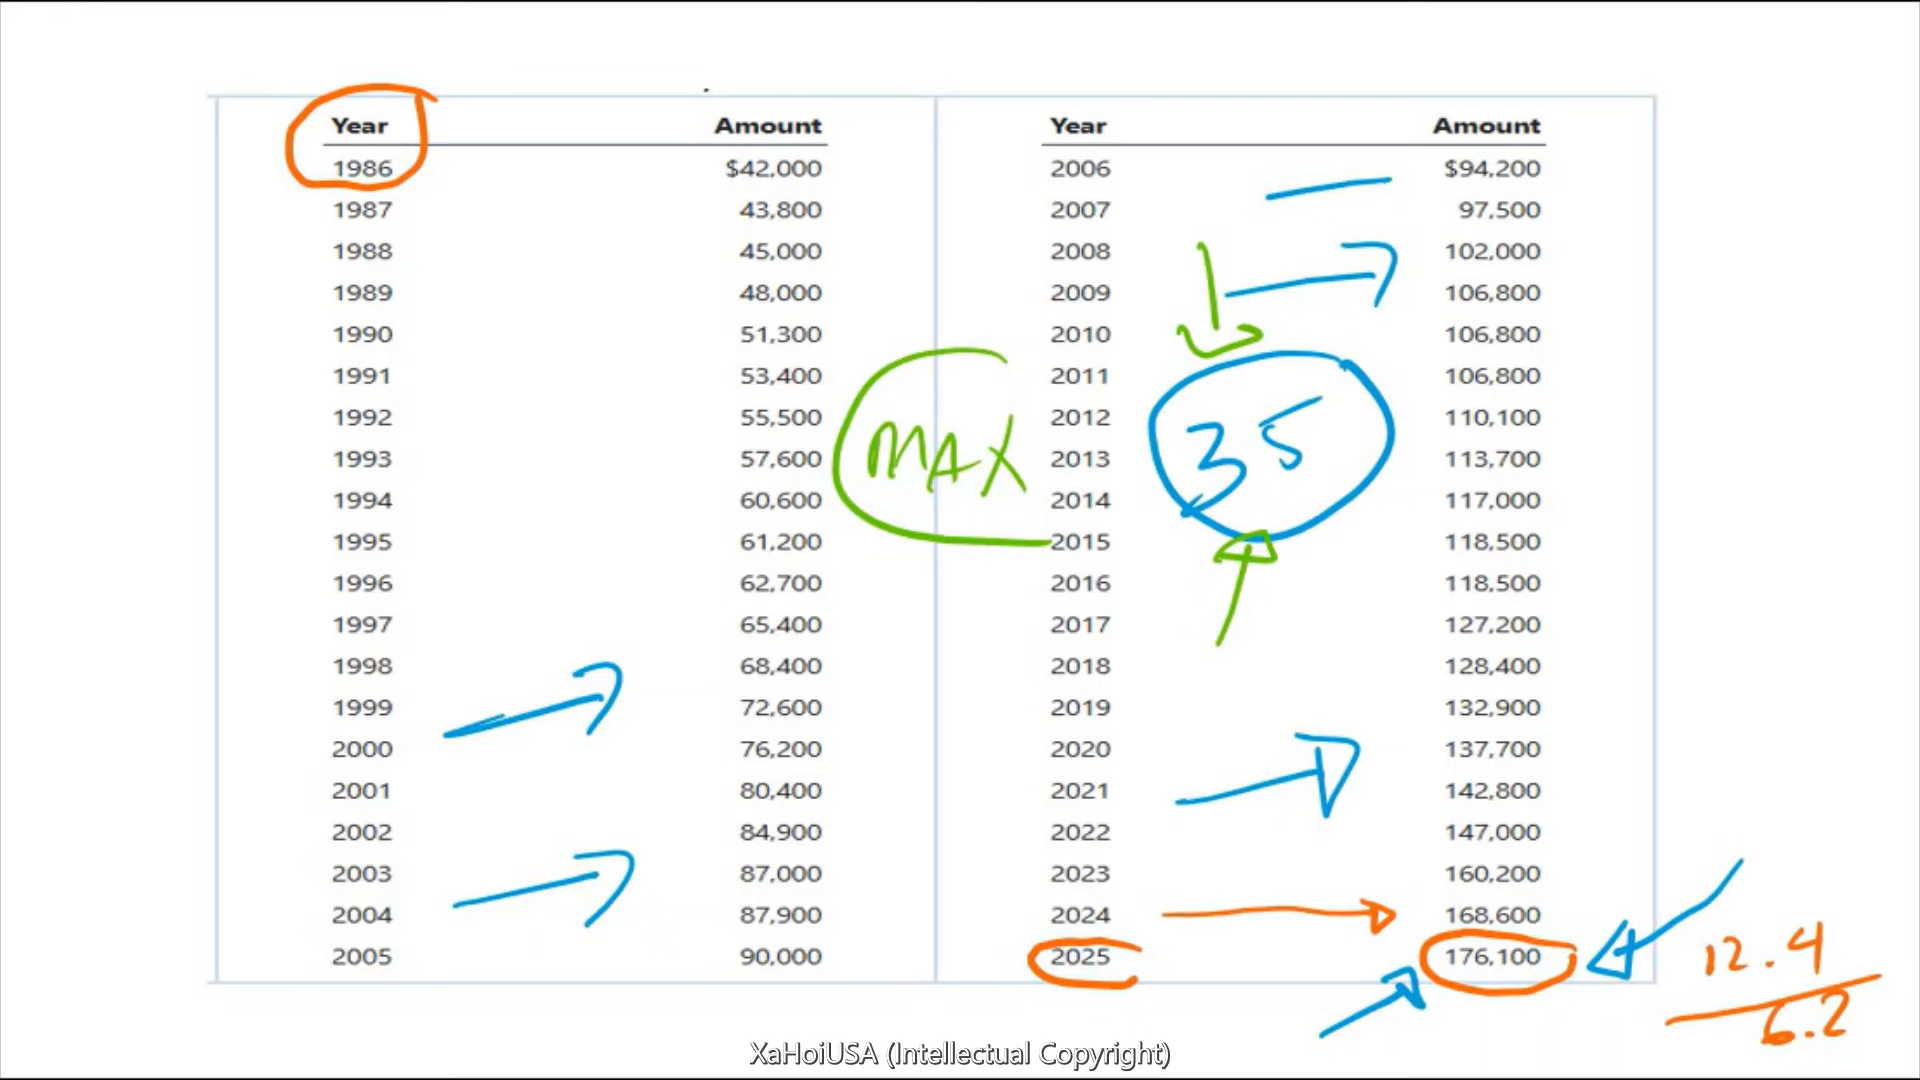 Year Amount Year Amount
1986 $42,000 2006 $94,200
1987 43,800 2007 97,500
1988 45,000 2008 102,000
1989 48,000 2009 106,800
1990 51,300 2010 106,800
1991 53,400 2011 106,800
1992 55,500 2012 110,100
1993 57,600 2013 113,700
1994 60,600 2014 117,000
1995 61,200 2015 118,500
1996 62,700 2016 118,500
1997 65,400 2017 127,200
1998 68,400 2018 128,400
1999 72,600 2019 132,900
2000 76,200 2020 137,700
2001 80,400 2021 142,800
2002 84,900 2022 147,000
2003 87,000 2023 160,200
2004 87,900 2024 168,600
2005 90,000 2025 176,100
MAX
35
12.4
6.2
XaHoiUSA (Intellectual Copyright)